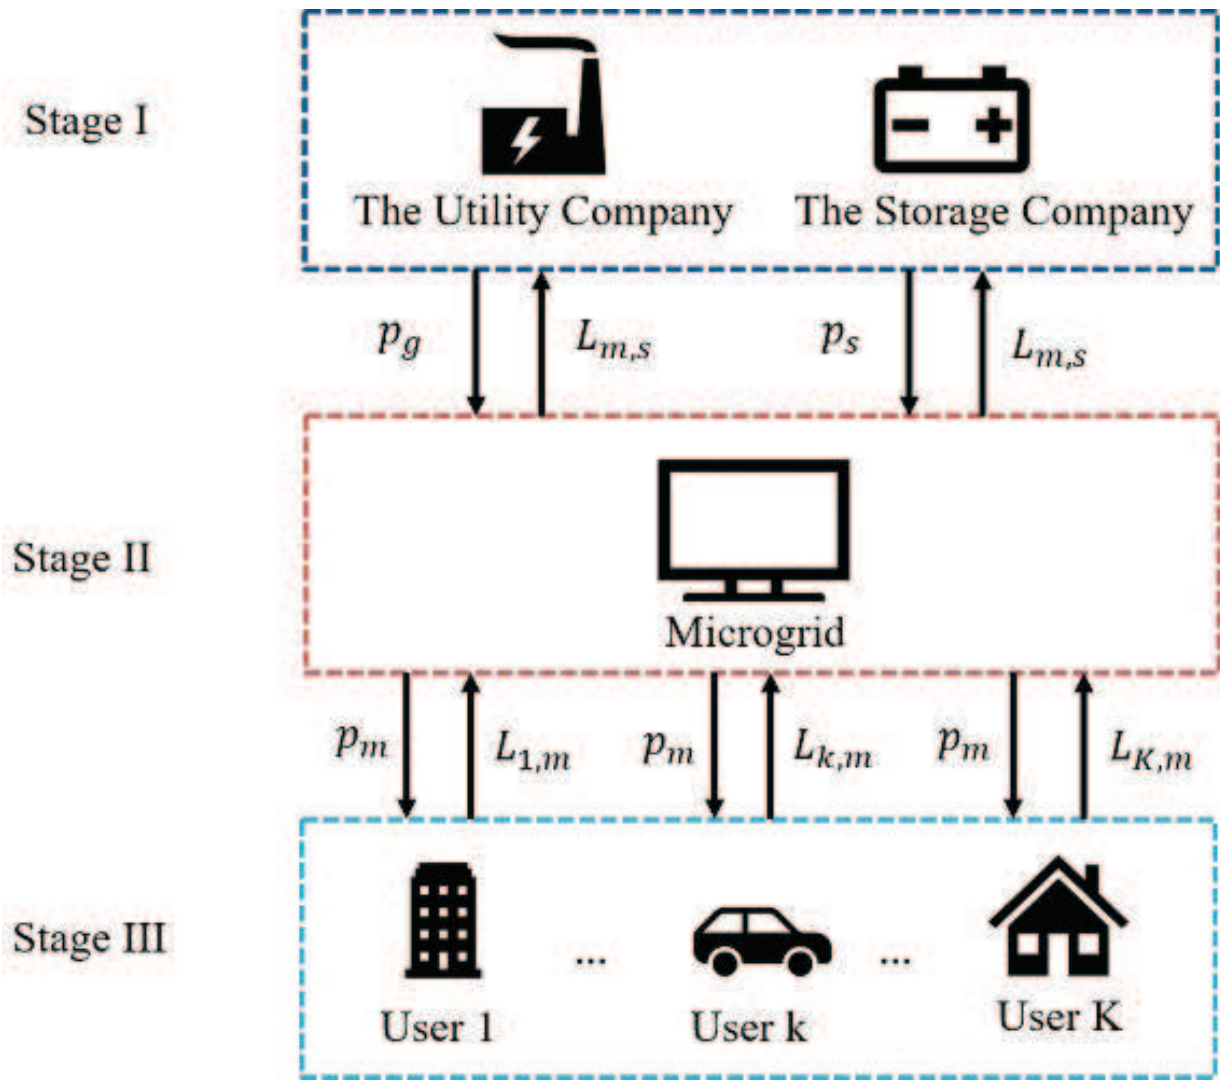 Stage I
The Utility Company
The Storage Company
− +
p_g
L_{m,s}
p_s
L_{m,s}
Stage II
Microgrid
p_m
L_{1,m}
p_m
L_{k,m}
p_m
L_{K,m}
Stage III
...
...
User 1
User k
User K